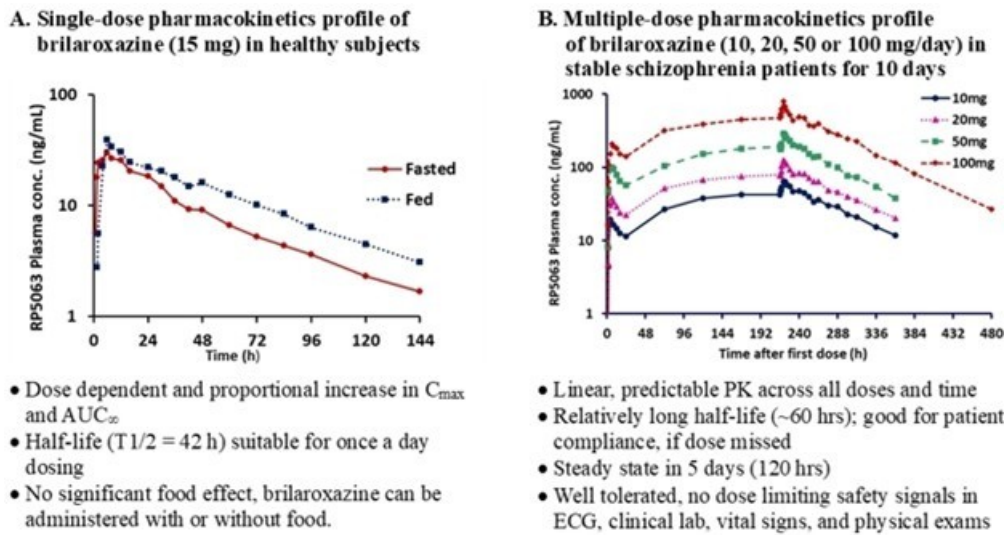 A. Single-dose pharmacokinetics profile of
brilaroxazine (15 mg) in healthy subjects
100
10
1
RP5063 Plasma conc. (ng/mL)
Fasted
Fed
0 24 48 72 96 120 144
Time (h)
• Dose dependent and proportional increase in Cmax
and AUC∞
• Half-life (T1/2 = 42 h) suitable for once a day
dosing
• No significant food effect, brilaroxazine can be
administered with or without food.
B. Multiple-dose pharmacokinetics profile
of brilaroxazine (10, 20, 50 or 100 mg/day) in
stable schizophrenia patients for 10 days
1000
100
10
1
RP5063 Plasma conc. (ng/mL)
10mg
20mg
50mg
100mg
0 48 96 144 192 240 288 336 384 432 480
Time after first dose (h)
• Linear, predictable PK across all doses and time
• Relatively long half-life (~60 hrs); good for patient
compliance, if dose missed
• Steady state in 5 days (120 hrs)
• Well tolerated, no dose limiting safety signals in
ECG, clinical lab, vital signs, and physical exams